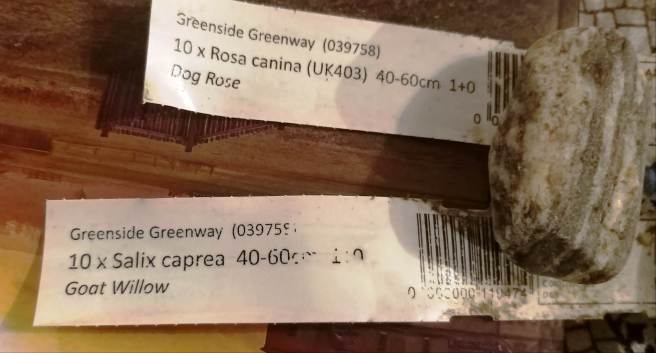 Greenside Greenway (039758)
10 x Rosa canina (UK403) 40-60cm 1+0
Dog Rose
Greenside Greenway
10 x Salix caprea
Goat Willow